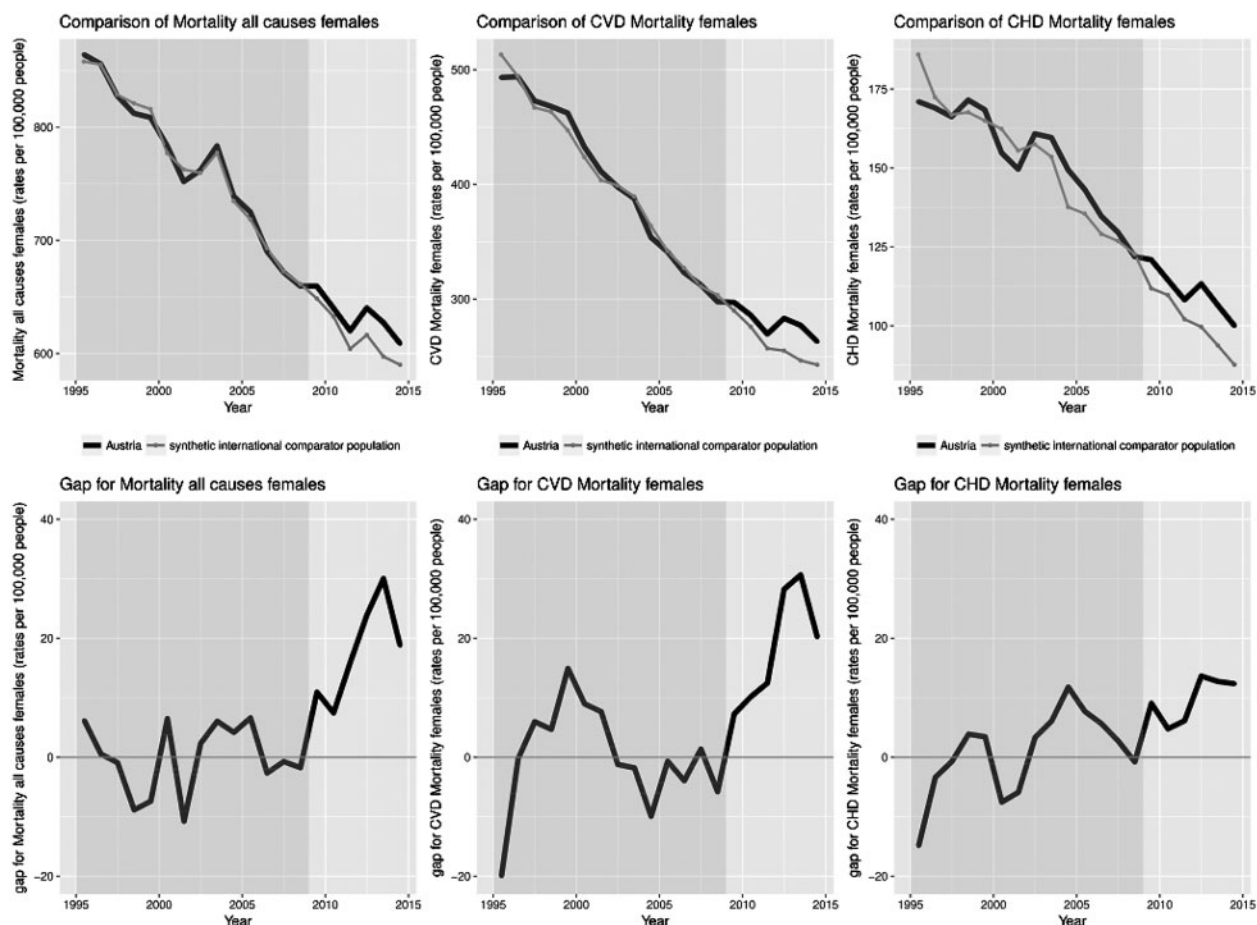 Comparison of Mortality all causes females
Mortality all causes females (rates per 100,000 people)
800
700
600
1995
2000
2005
2010
2015
Year
Comparison of CVD Mortality females
CVD Mortality females (rates per 100,000 people)
500
400
300
1995
2000
2005
2010
2015
Year
Comparison of CHD Mortality females
CHD Mortality females (rates per 100,000 people)
175
150
125
100
1995
2000
2005
2010
2015
Year
Austria synthetic international comparator population
Austria synthetic international comparator population
Austria synthetic international comparator population
Gap for Mortality all causes females
gap for Mortality all causes females (rates per 100,000 people)
40
20
0
−20
1995
2000
2005
2010
2015
Year
Gap for CVD Mortality females
gap for CVD Mortality females (rates per 100,000 people)
40
20
0
−20
1995
2000
2005
2010
2015
Year
Gap for CHD Mortality females
gap for CHD Mortality females (rates per 100,000 people)
40
20
0
−20
1995
2000
2005
2010
2015
Year